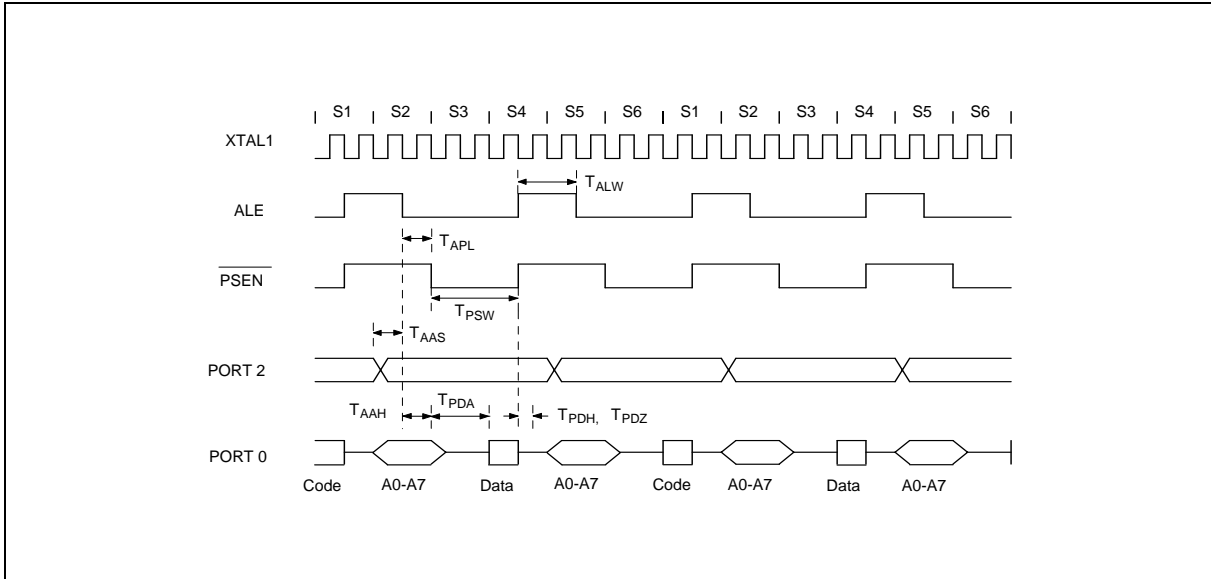 S1 S2 S3 S4 S5 S6 S1 S2 S3 S4 S5 S6
XTAL1
TALW
ALE
TAPL
PSEN
TPSW
TAAS
PORT 2
TAAH TPDA TPDH, TPDZ
PORT 0
Code A0-A7 Data A0-A7 Code A0-A7 Data A0-A7